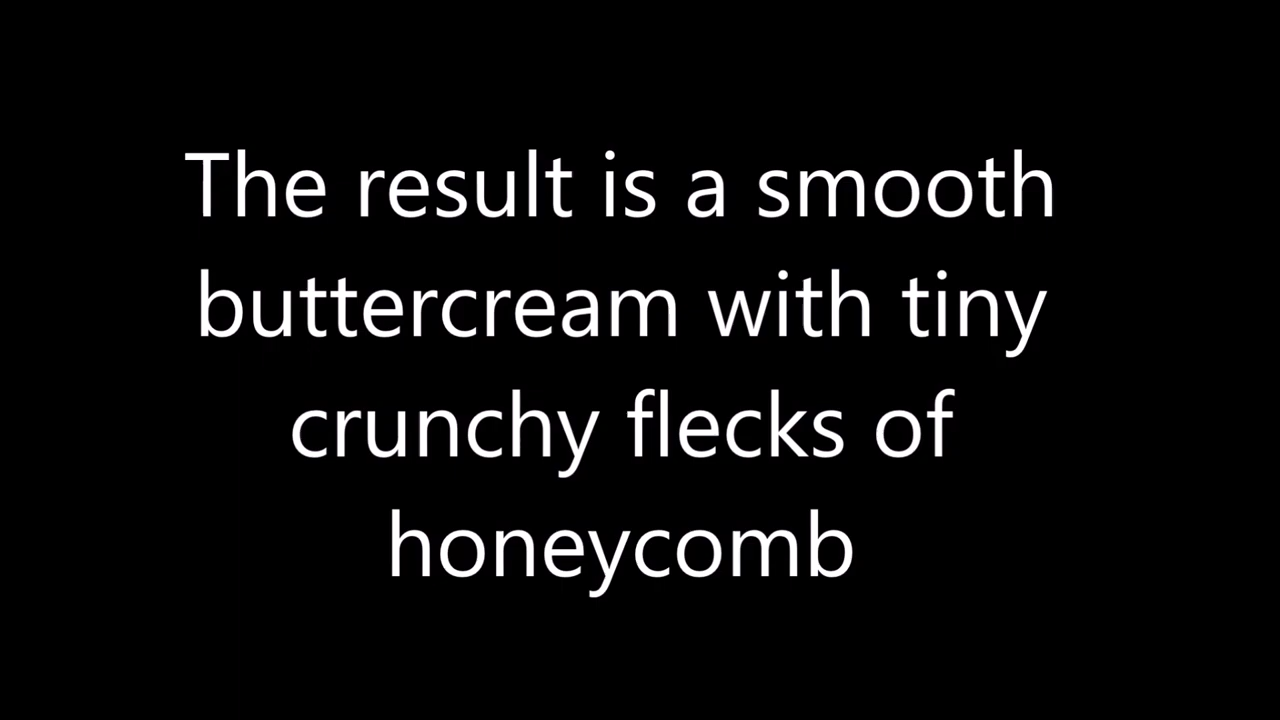 The result is a smooth
buttercream with tiny
crunchy flecks of
honeycomb